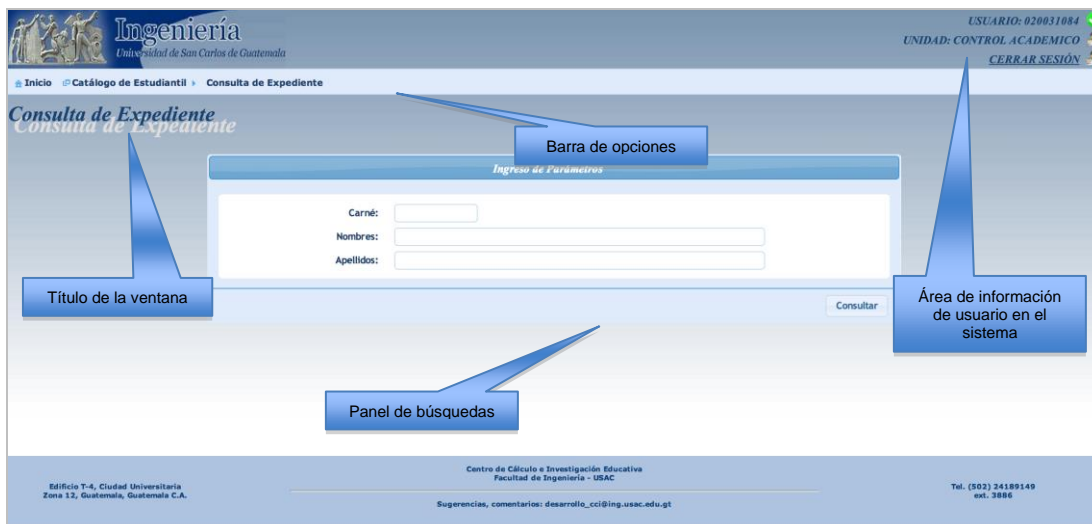 Ingeniería
Universidad de San Carlos de Guatemala
USUARIO: 020031084
UNIDAD: CONTROL ACADEMICO
CERRAR SESIÓN
Inicio Catálogo de Estudiantil Consulta de Expediente
Consulta de Expediente
Barra de opciones
Ingreso de Parámetros
Carné:
Nombres:
Apellidos:
Consultar
Título de la ventana
Área de información
de usuario en el
sistema
Panel de búsquedas
Edificio T-4, Ciudad Universitaria
Zona 12, Guatemala, Guatemala C.A.
Centro de Cálculo e Investigación Educativa
Facultad de Ingeniería - USAC
Sugerencias, comentarios: desarrollo_cci@ing.usac.edu.gt
Tel. (502) 24189149
ext. 3886